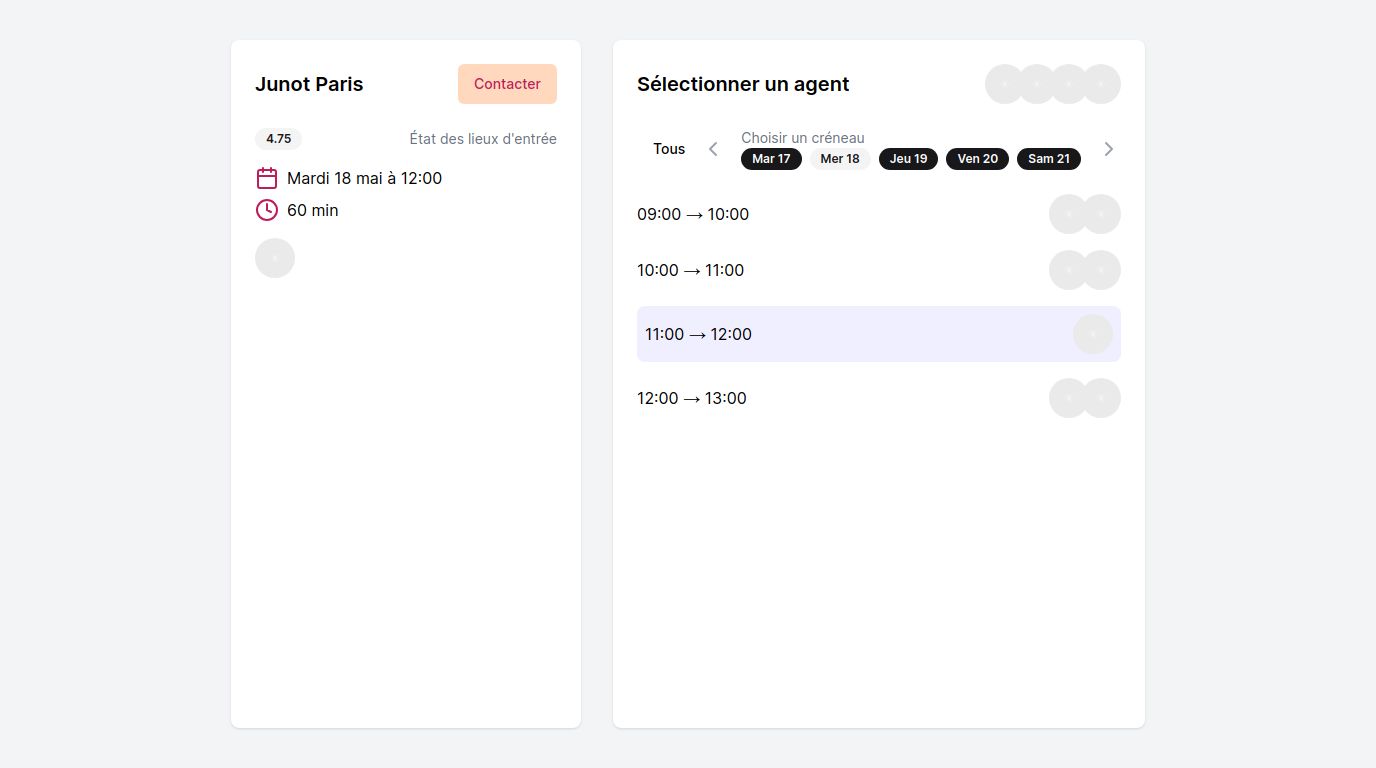 Junot Paris
Contacter
4.75
État des lieux d'entrée
Mardi 18 mai à 12:00
60 min
Sélectionner un agent
Tous
Choisir un créneau
Mar 17
Mer 18
Jeu 19
Ven 20
Sam 21
09:00 → 10:00
10:00 → 11:00
11:00 → 12:00
12:00 → 13:00